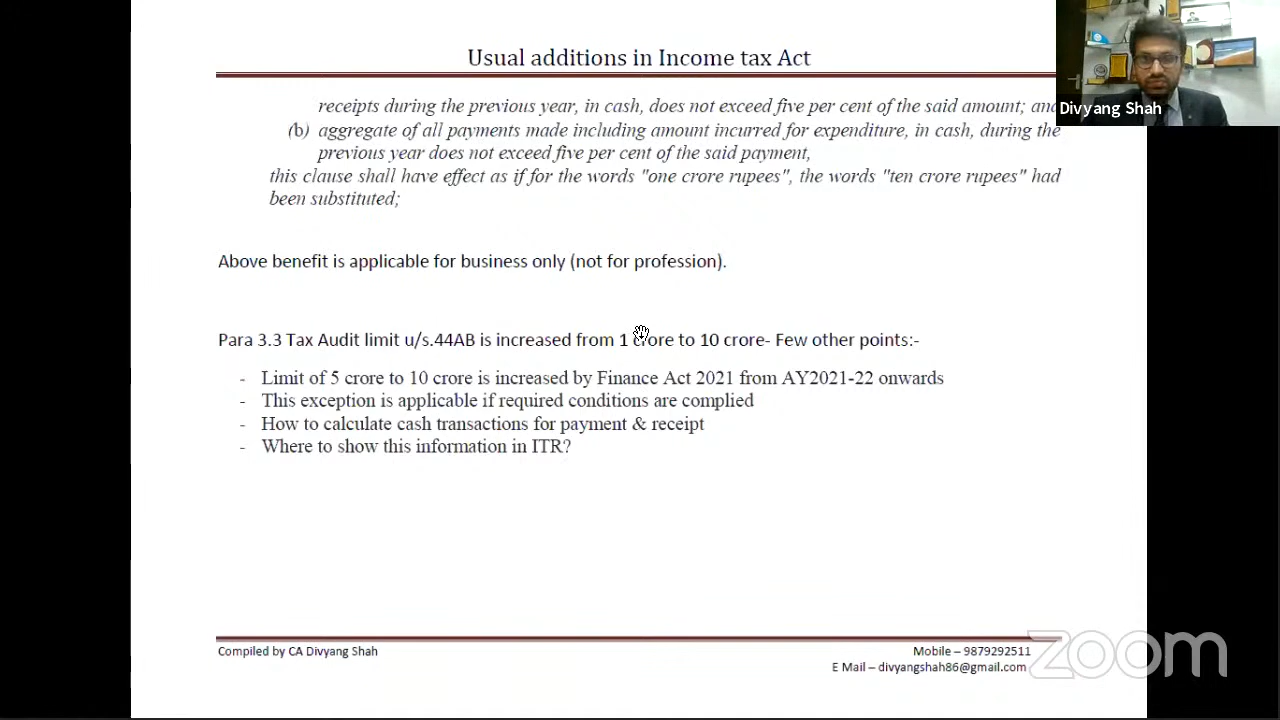 Usual additions in Income tax Act
Divyang Shah
receipts during the previous year, in cash, does not exceed five per cent of the said amount; and
(b) aggregate of all payments made including amount incurred for expenditure, in cash, during the
previous year does not exceed five per cent of the said payment,
this clause shall have effect as if for the words "one crore rupees", the words "ten crore rupees" had
been substituted;
Above benefit is applicable for business only (not for profession).
Para 3.3 Tax Audit limit u/s.44AB is increased from 1 crore to 10 crore- Few other points:-
- Limit of 5 crore to 10 crore is increased by Finance Act 2021 from AY2021-22 onwards
- This exception is applicable if required conditions are complied
- How to calculate cash transactions for payment & receipt
- Where to show this information in ITR?
Compiled by CA Divyang Shah
Mobile – 9879292511
E Mail – divyangshah86@gmail.com
zoom